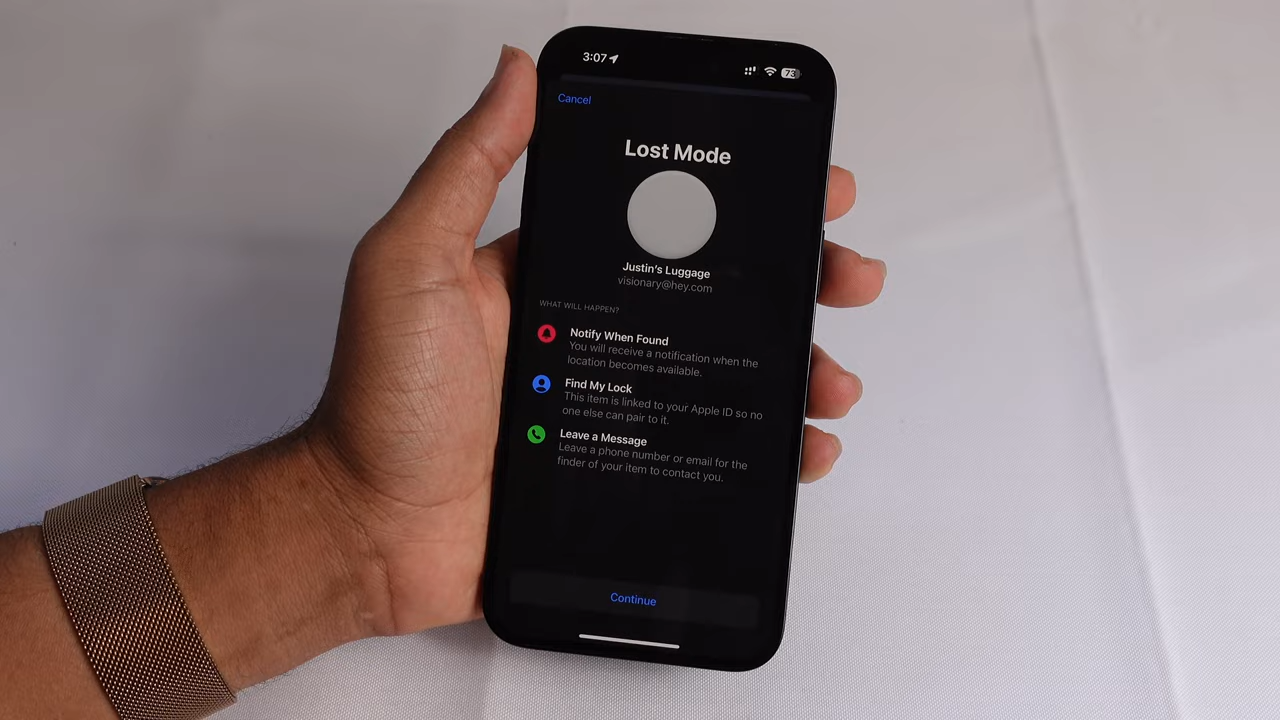 3:07
73
Cancel
Lost Mode
Justin's Luggage
visionary@hey.com
WHAT WILL HAPPEN?
Notify When Found
You will receive a notification when the
location becomes available.
Find My Lock
This item is linked to your Apple ID so no
one else can pair to it.
Leave a Message
Leave a phone number or email for the
finder of your item to contact you.
Continue